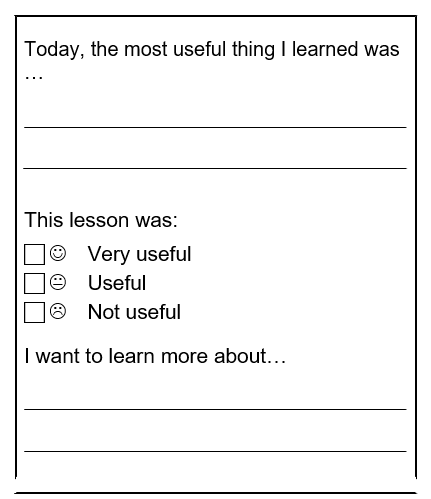 Today, the most useful thing I learned was
…
This lesson was:
☐☺ Very useful
☐😐 Useful
☐☹ Not useful
I want to learn more about…